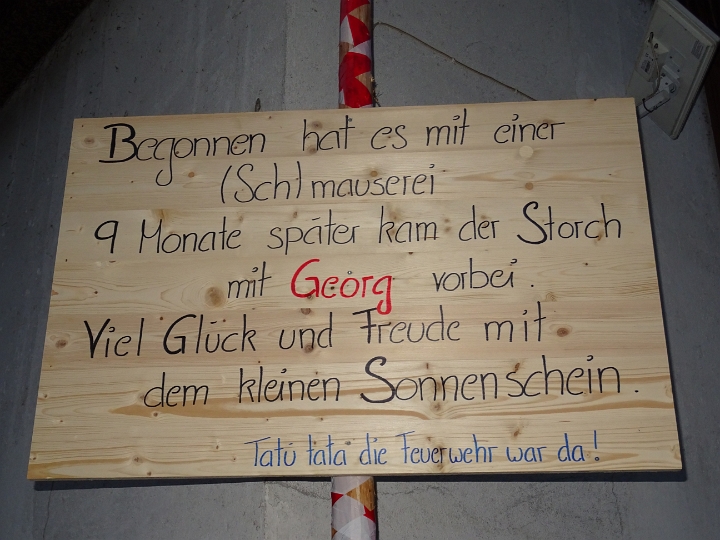 Begonnen hat es mit einer
(Sch)mauserei
9 Monate später kam der Storch
mit Georg vorbei.
Viel Glück und Freude mit
dem kleinen Sonnenschein.
Tatü tata die Feuerwehr war da!